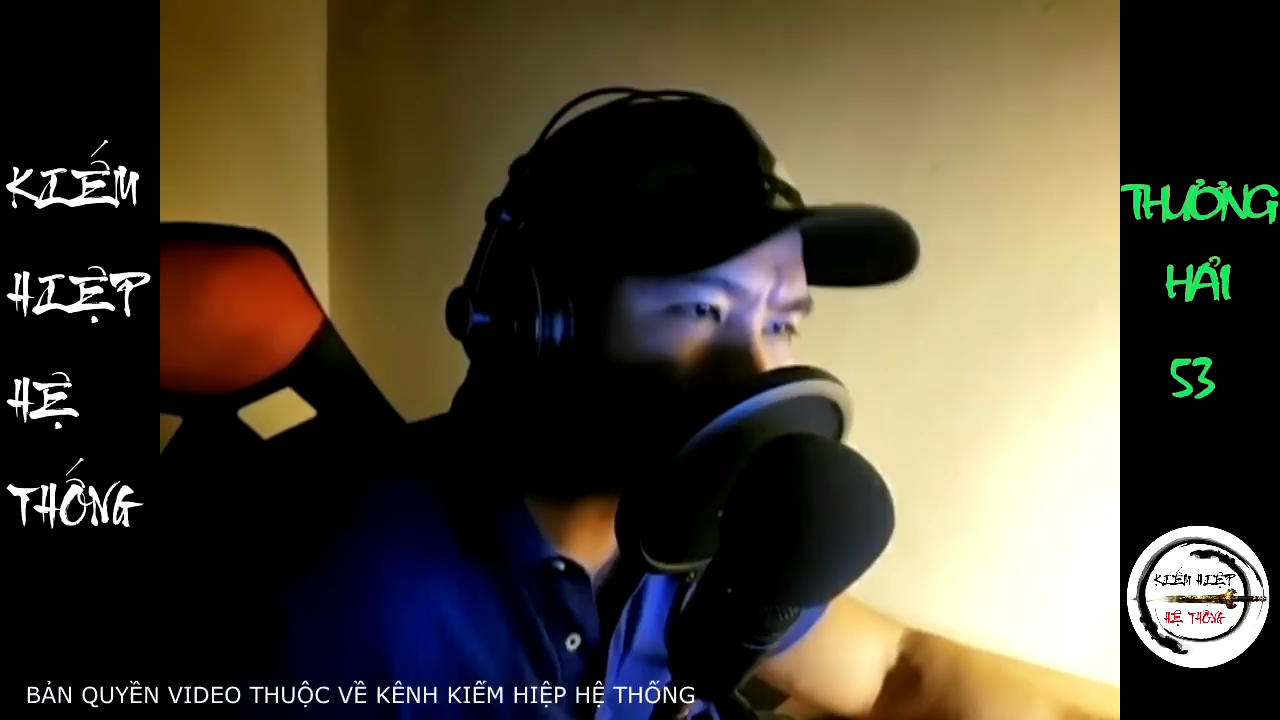 KIẾM
HIỆP
HỆ
THỐNG
THƯỞNG
HẢI
53
KIẾM HIỆP
HỆ THỐNG
BẢN QUYỀN VIDEO THUỘC VỀ KÊNH KIẾM HIỆP HỆ THỐNG